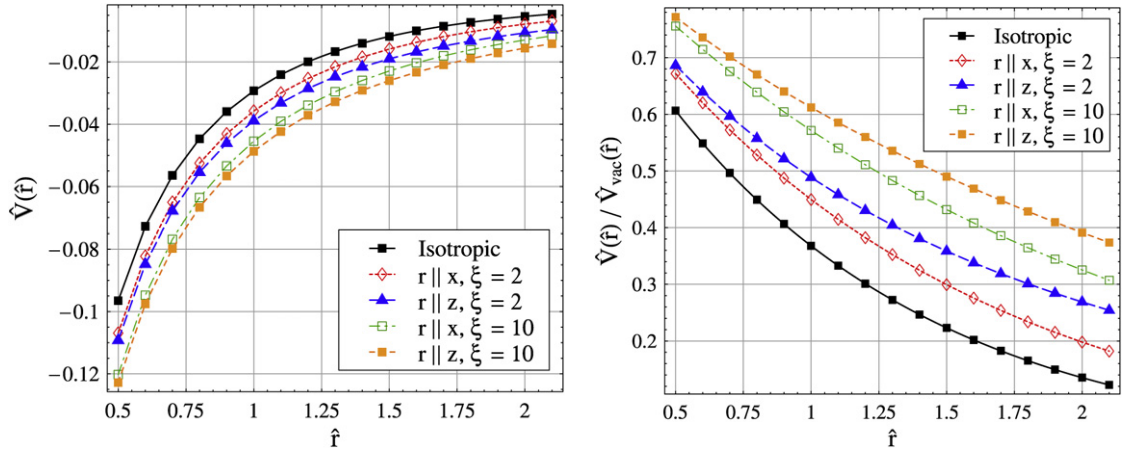 −0.02
−0.04
−0.06
−0.08
−0.1
−0.12
V̂(r̂)
0.5
0.75
1
1.25
1.5
1.75
2
r̂
Isotropic
r || x, ξ = 2
r || z, ξ = 2
r || x, ξ = 10
r || z, ξ = 10
0.7
0.6
0.5
0.4
0.3
0.2
V̂(r̂) / V̂vac(r̂)
0.5
0.75
1
1.25
1.5
1.75
2
r̂
Isotropic
r || x, ξ = 2
r || z, ξ = 2
r || x, ξ = 10
r || z, ξ = 10